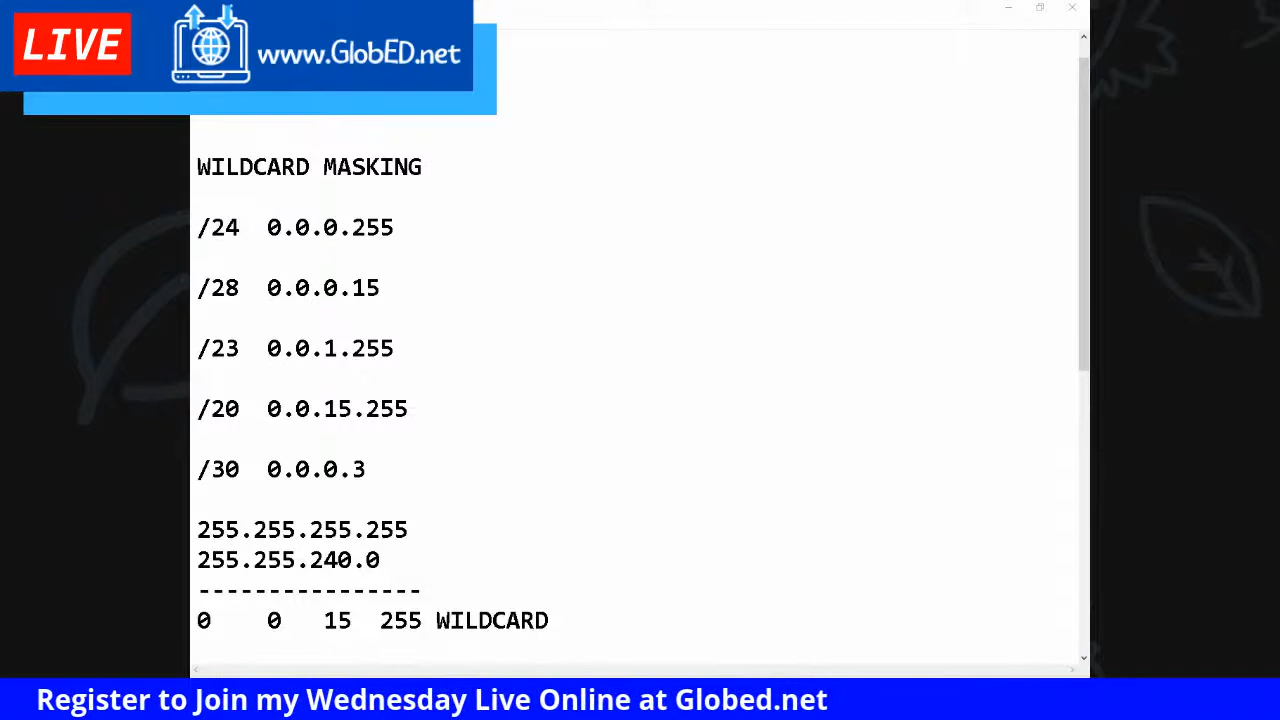 LIVE
www.GlobED.net
WILDCARD MASKING
/24 0.0.0.255
/28 0.0.0.15
/23 0.0.1.255
/20 0.0.15.255
/30 0.0.0.3
255.255.255.255
255.255.240.0
----------------
0 0 15 255 WILDCARD
Register to Join my Wednesday Live Online at Globed.net